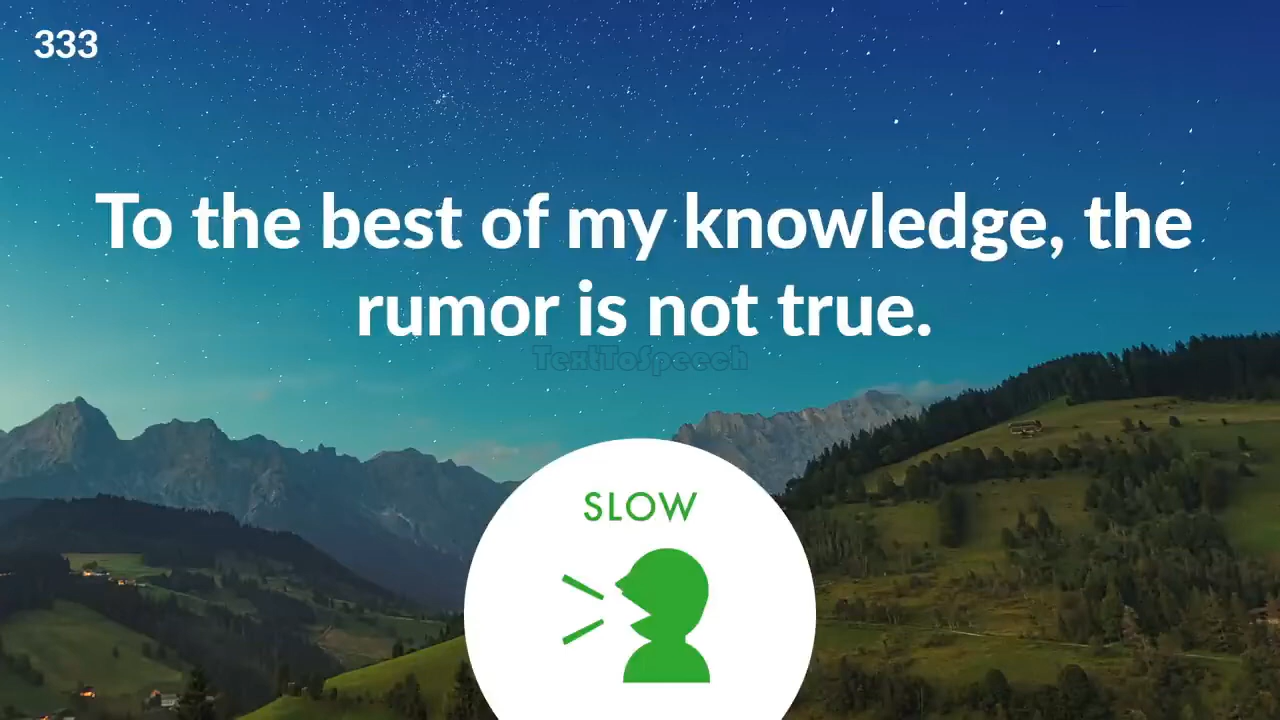 333
To the best of my knowledge, the
rumor is not true.
TextToSpeech
SLOW